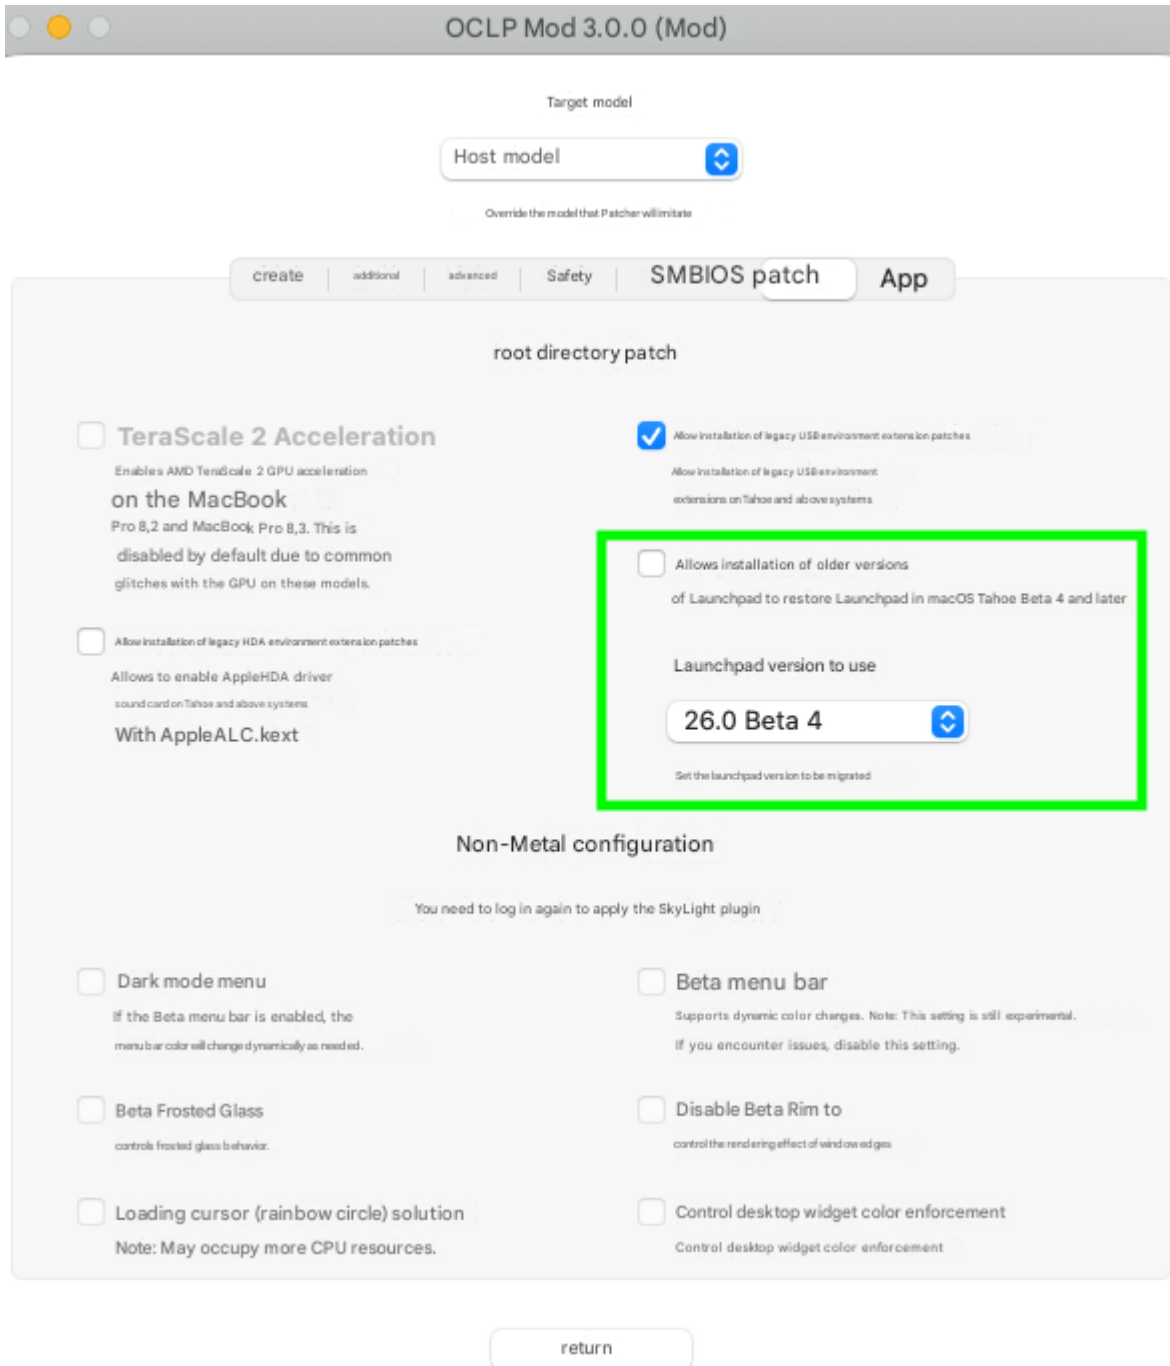 OCLP Mod 3.0.0 (Mod)
Target model
Host model
Override the model that Patcher will imitate
create
additional
advanced
Safety
SMBIOS patch
App
root directory patch
TeraScale 2 Acceleration
Enables AMD TeraScale 2 GPU acceleration
on the MacBook
Pro 8,2 and MacBook Pro 8,3. This is
disabled by default due to common
glitches with the GPU on these models.
Allow installation of legacy HDA environment extension patches
Allows to enable AppleHDA driver
sound card on Tahoe and above systems
With AppleALC.kext
Allow installation of legacy USB environment extension patches
Allow installation of legacy USB environment
extensions on Tahoe and above systems
Allows installation of older versions
of Launchpad to restore Launchpad in macOS Tahoe Beta 4 and later
Launchpad version to use
26.0 Beta 4
Set the launchpad version to be migrated
Non-Metal configuration
You need to log in again to apply the SkyLight plugin
Dark mode menu
If the Beta menu bar is enabled, the
menu bar color will change dynamically as needed.
Beta menu bar
Supports dynamic color changes. Note: This setting is still experimental.
If you encounter issues, disable this setting.
Beta Frosted Glass
controls frosted glass behavior.
Disable Beta Rim to
control the rendering effect of window edges
Loading cursor (rainbow circle) solution
Note: May occupy more CPU resources.
Control desktop widget color enforcement
Control desktop widget color enforcement
return